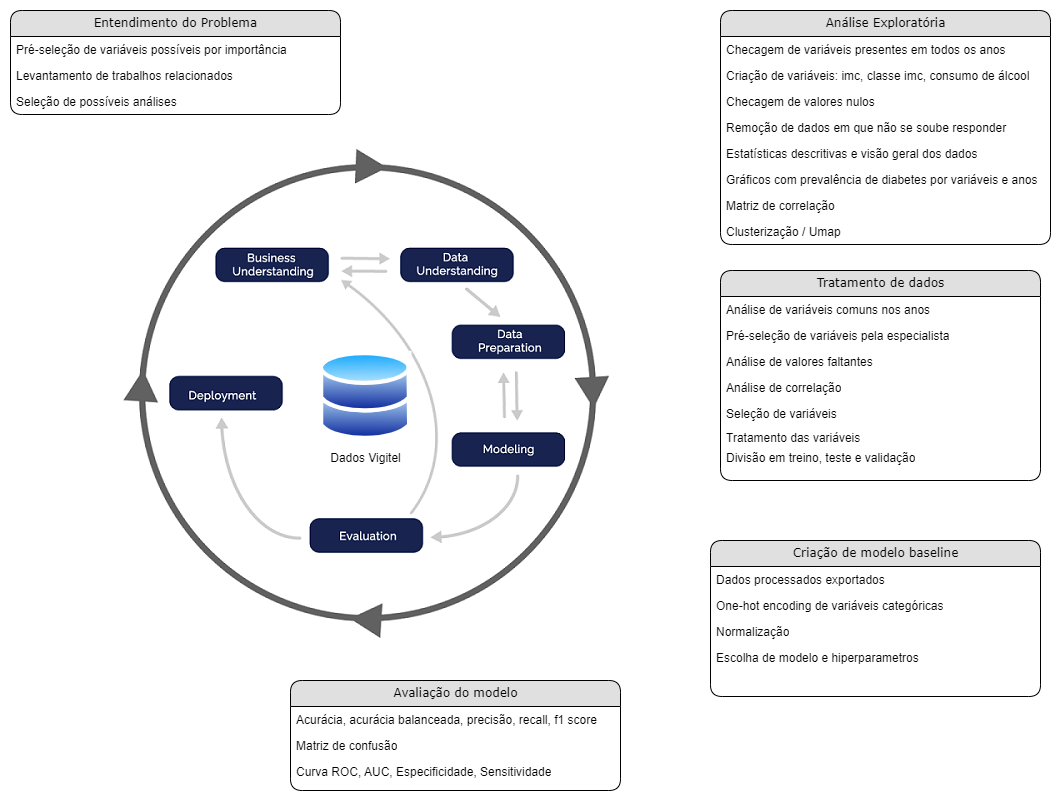 Entendimento do Problema
Pré-seleção de variáveis possíveis por importância
Levantamento de trabalhos relacionados
Seleção de possíveis análises
Análise Exploratória
Checagem de variáveis presentes em todos os anos
Criação de variáveis: imc, classe imc, consumo de álcool
Checagem de valores nulos
Remoção de dados em que não se soube responder
Estatísticas descritivas e visão geral dos dados
Gráficos com prevalência de diabetes por variáveis e anos
Matriz de correlação
Clusterização / Umap
Business
Understanding
Data
Understanding
Data
Preparation
Deployment
Dados Vigitel
Modeling
Evaluation
Tratamento de dados
Análise de variáveis comuns nos anos
Pré-seleção de variáveis pela especialista
Análise de valores faltantes
Análise de correlação
Seleção de variáveis
Tratamento das variáveis
Divisão em treino, teste e validação
Criação de modelo baseline
Dados processados exportados
One-hot encoding de variáveis categóricas
Normalização
Escolha de modelo e hiperparametros
Avaliação do modelo
Acurácia, acurácia balanceada, precisão, recall, f1 score
Matriz de confusão
Curva ROC, AUC, Especificidade, Sensitividade